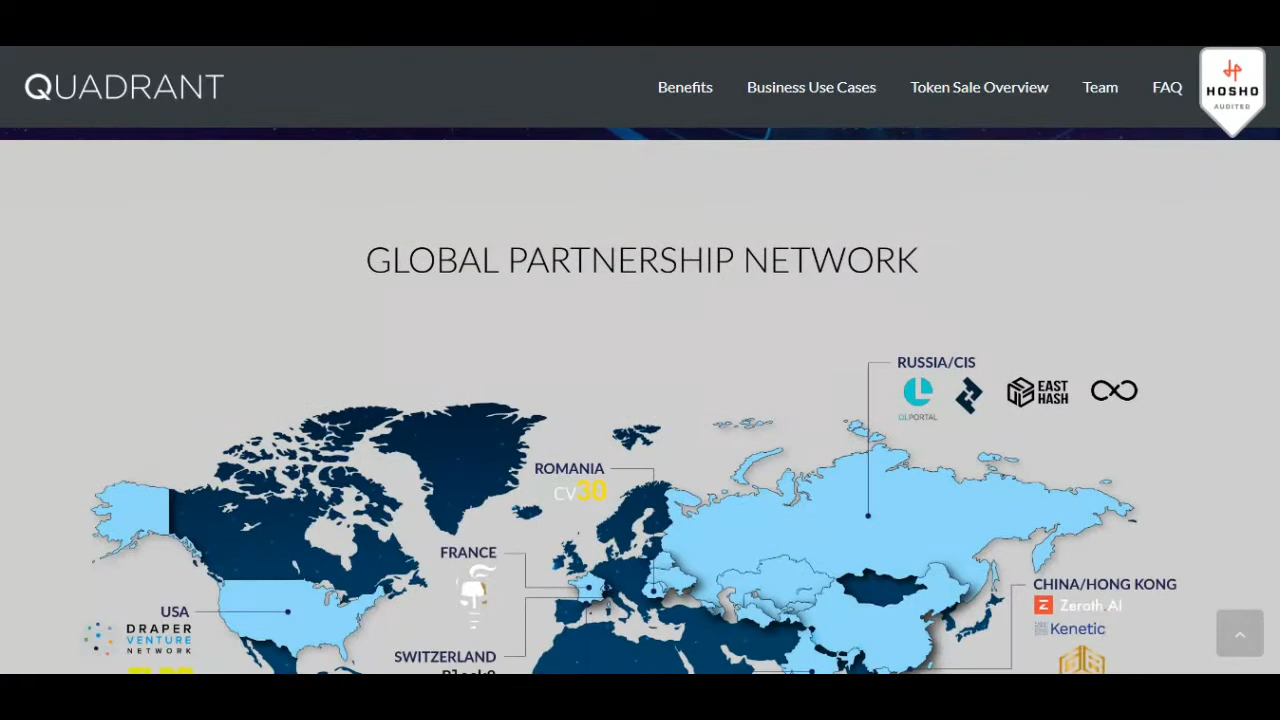 QUADRANT
Benefits
Business Use Cases
Token Sale Overview
Team
FAQ
HOSHO
AUDITED
GLOBAL PARTNERSHIP NETWORK
RUSSIA/CIS
EAST
HASH
ROMANIA
CV30
FRANCE
CHINA/HONG KONG
Zeroth.AI
Kenetic
USA
DRAPER
VENTURE
NETWORK
SWITZERLAND